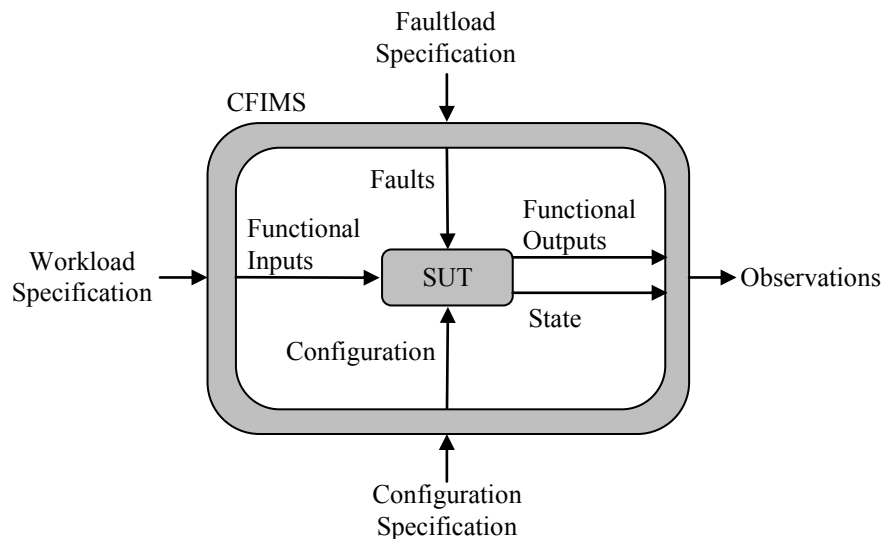 Faultload
Specification
CFIMS
Faults
Functional
Inputs
Functional
Outputs
Workload
Specification
SUT
Observations
State
Configuration
Configuration
Specification